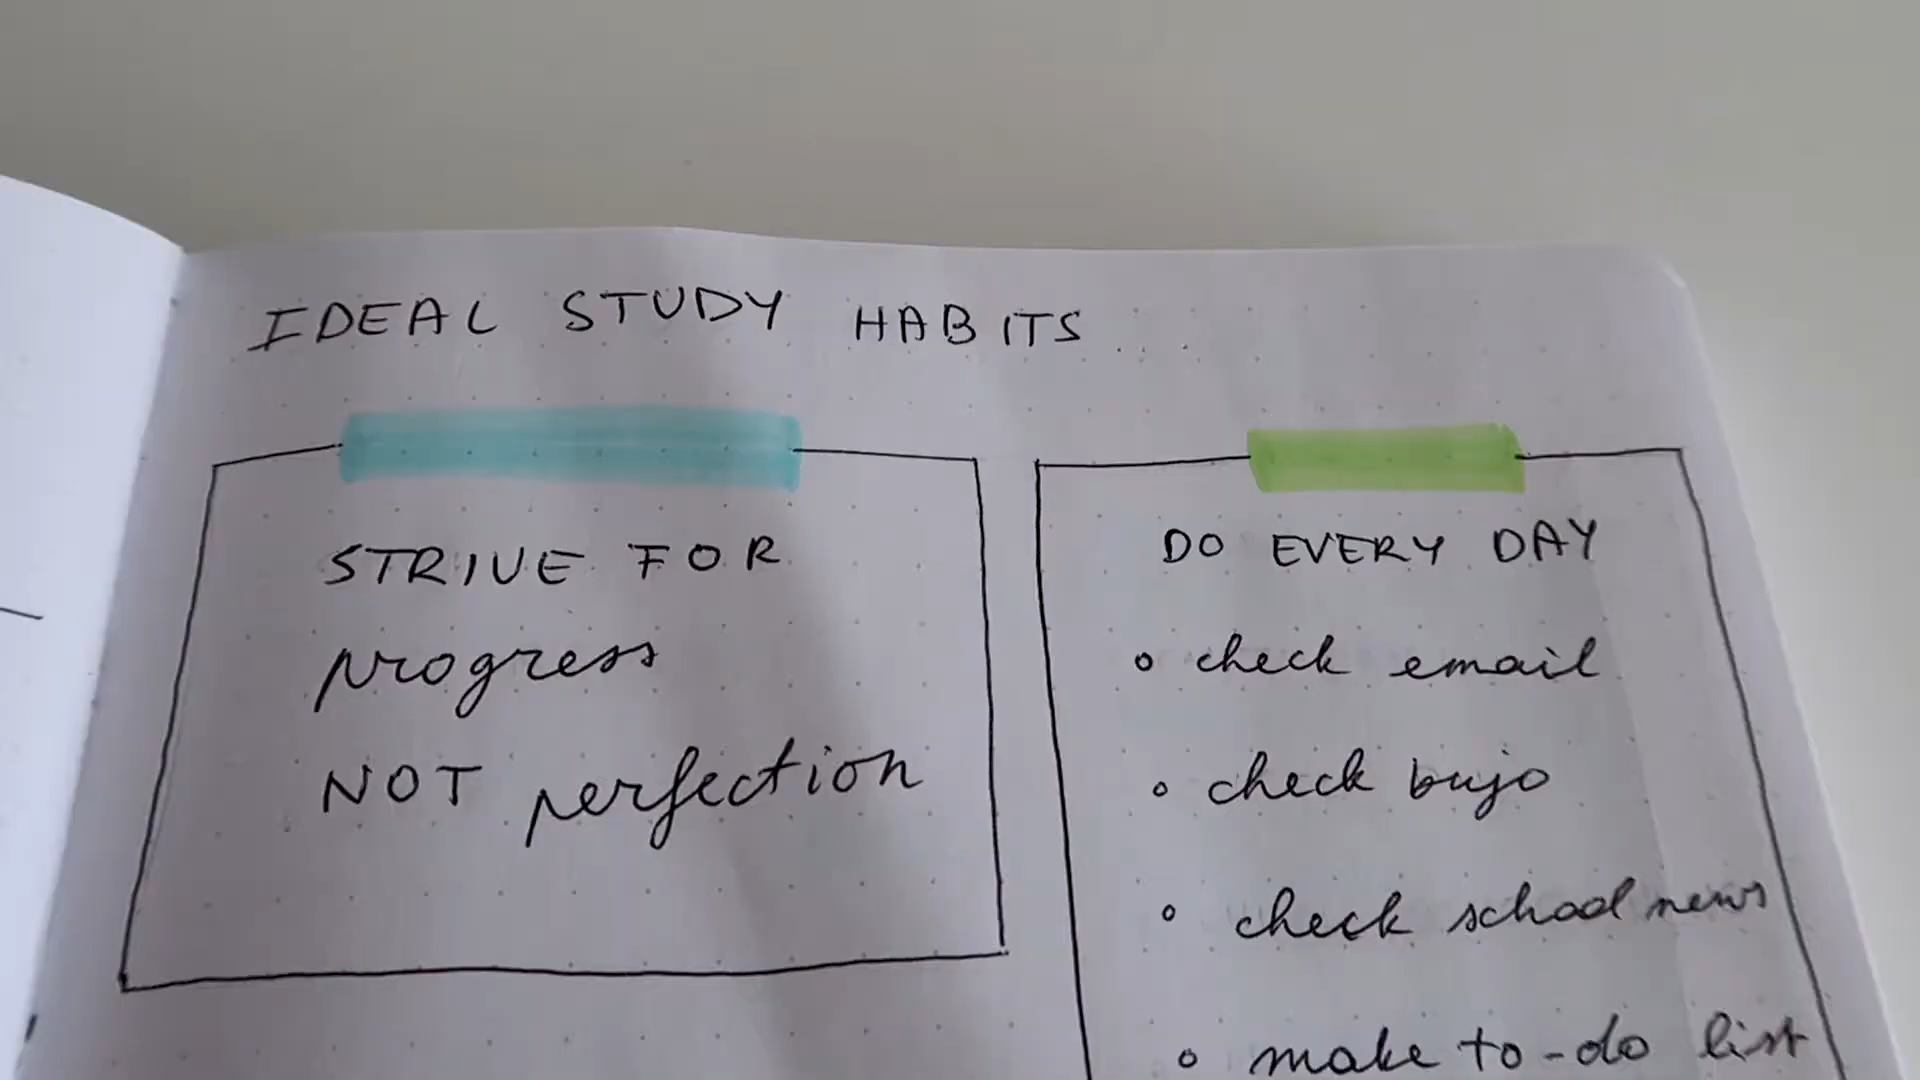 IDEAL STUDY HABITS
STRIVE FOR
progress
NOT perfection
DO EVERY DAY
◦ check email
◦ check bujo
◦ check school news
◦ make to-do list